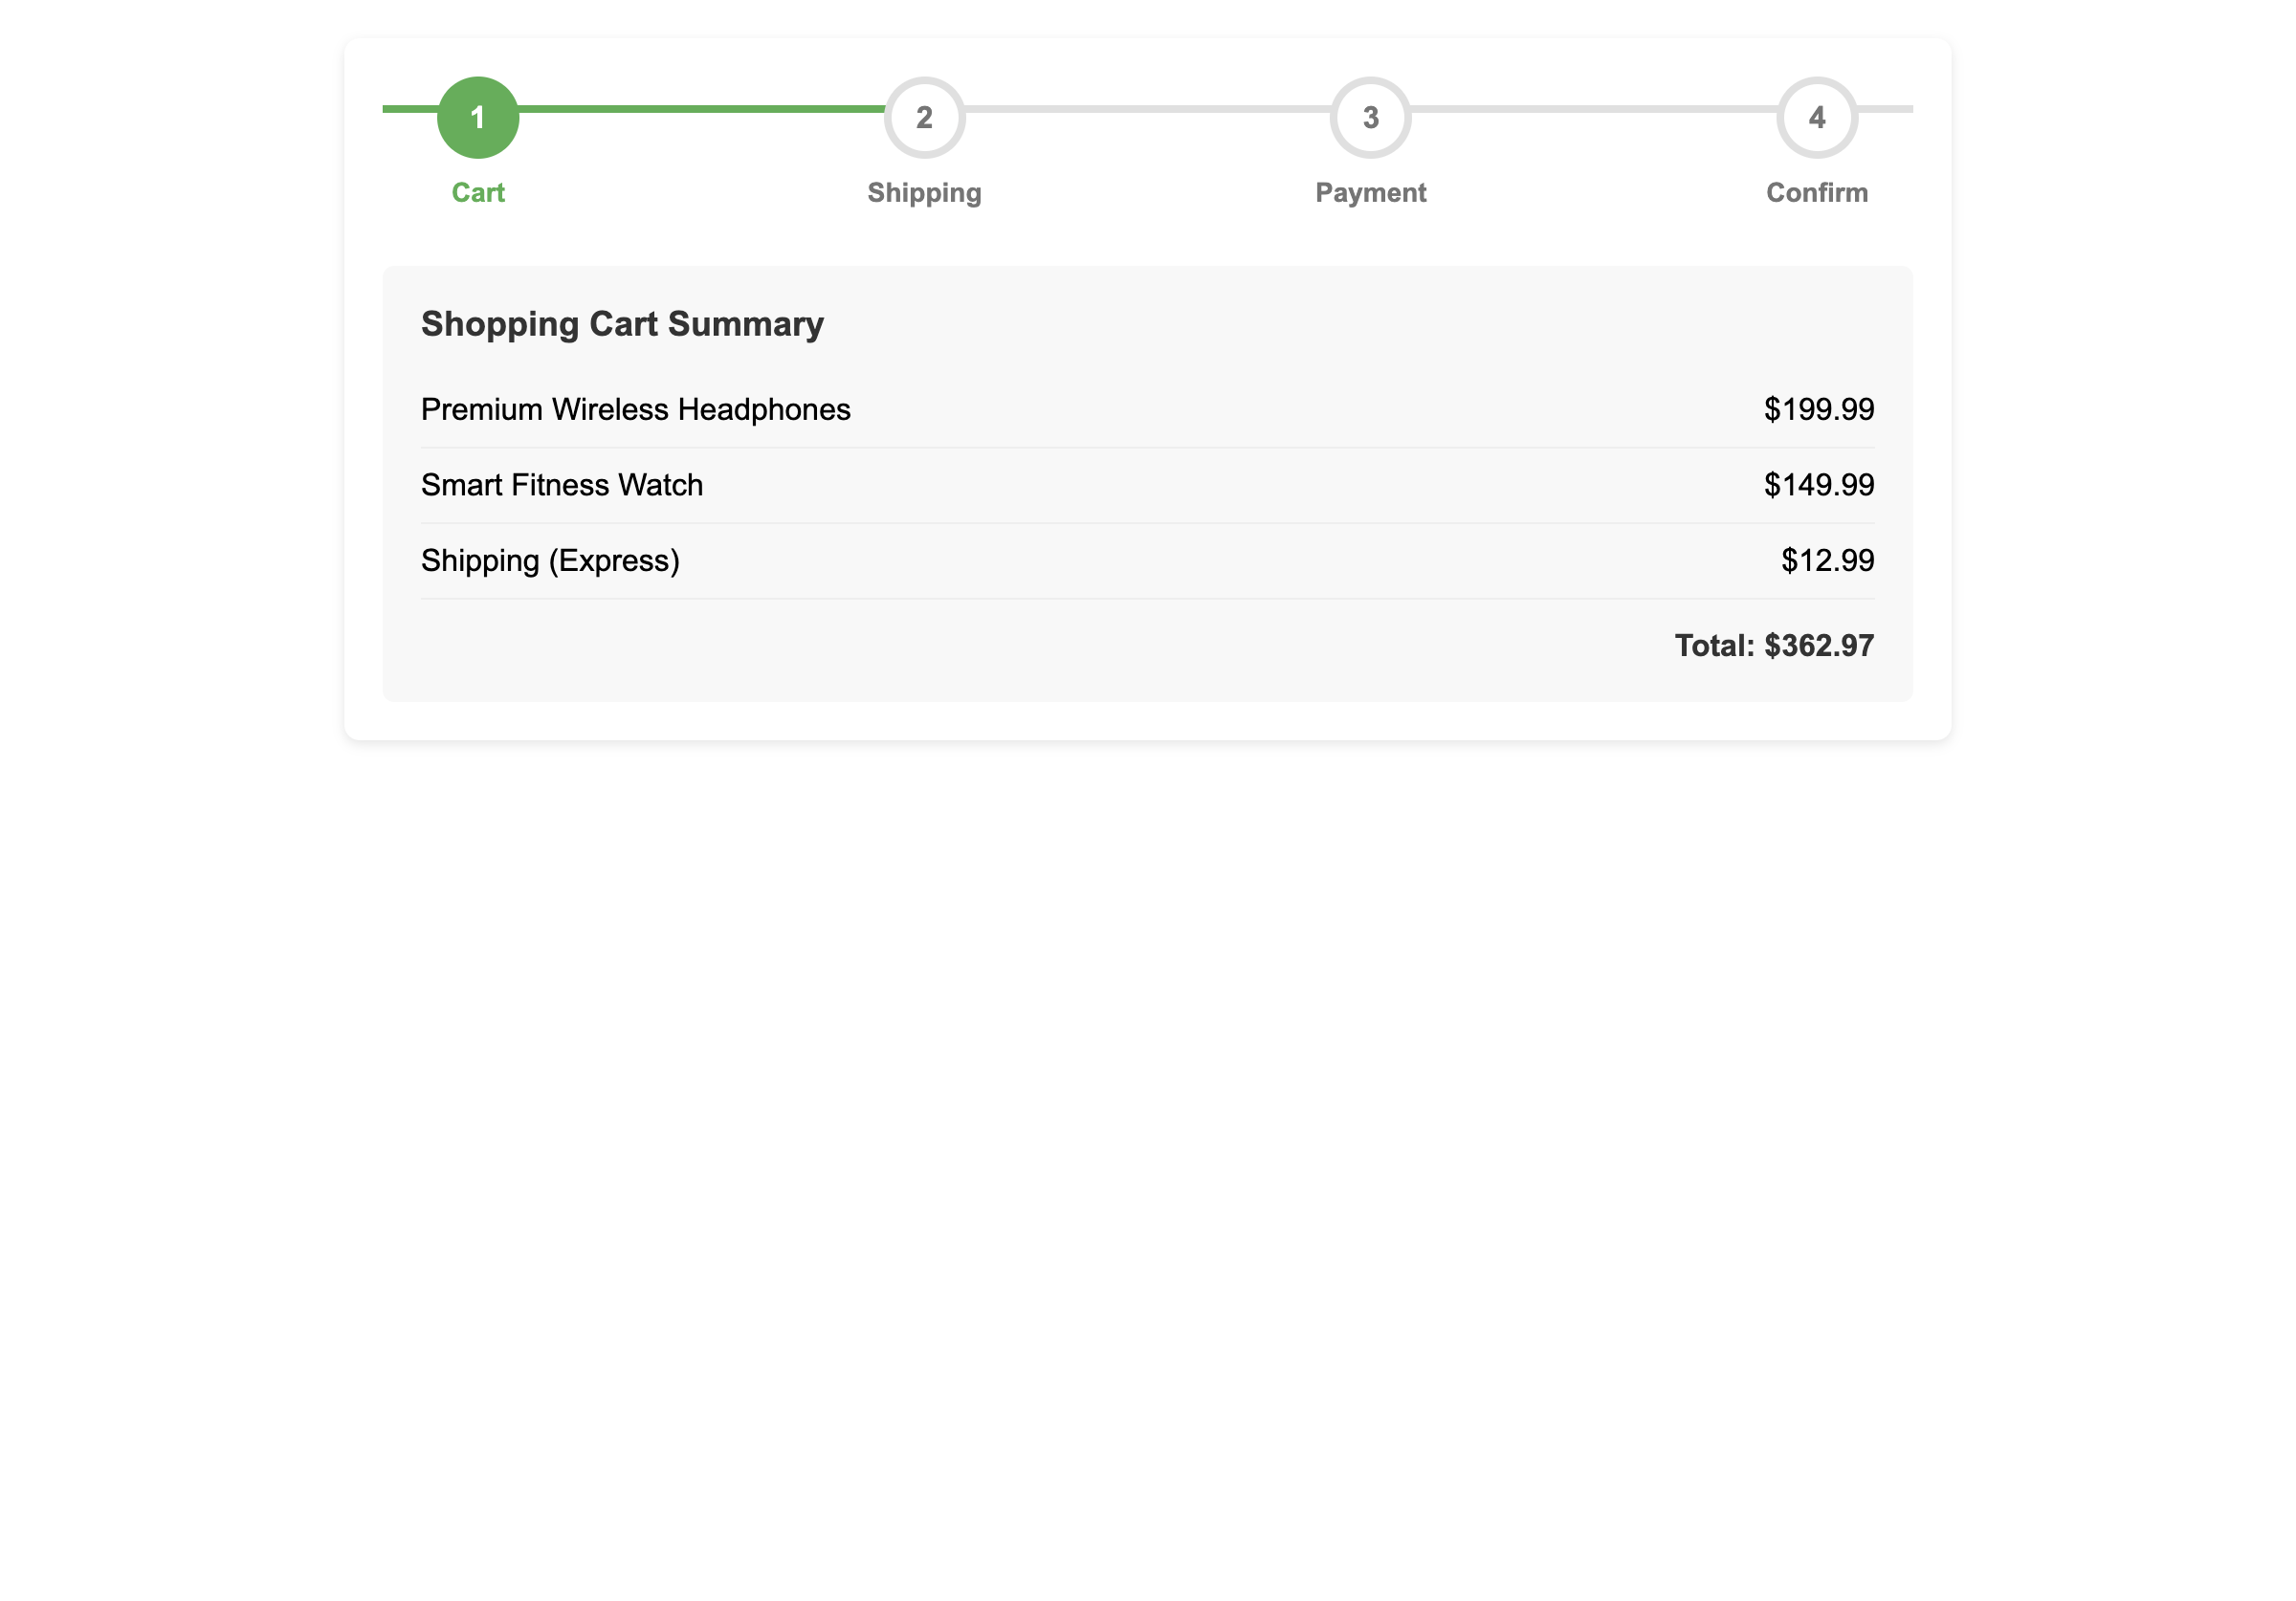 1 2 3 4
Cart Shipping Payment Confirm
Shopping Cart Summary
Premium Wireless Headphones $199.99
Smart Fitness Watch $149.99
Shipping (Express) $12.99
Total: $362.97